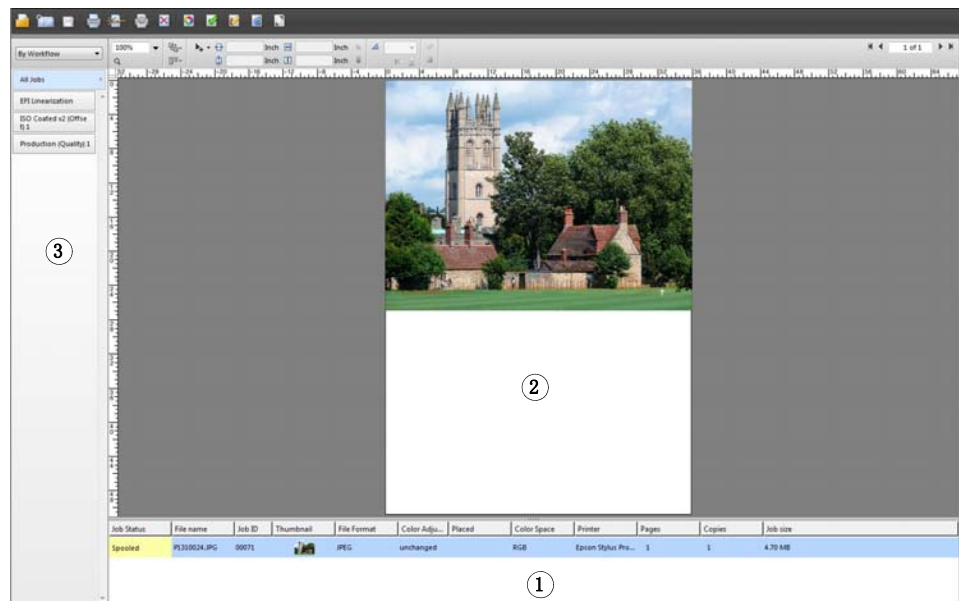 By Workflow
100%
Inch
Inch
1 of 1
Inch
Inch
All Jobs
EFI Linearization
ISO Coated v2 (Offse
t) 1
Production (Quality) 1
3
2
Job Status File name Job ID Thumbnail File Format Color Adju... Placed Color Space Printer Pages Copies Job size
Spooled P1310024.JPG 00071 JPEG unchanged RGB Epson Stylus Pro... 1 1 4.70 MB
1